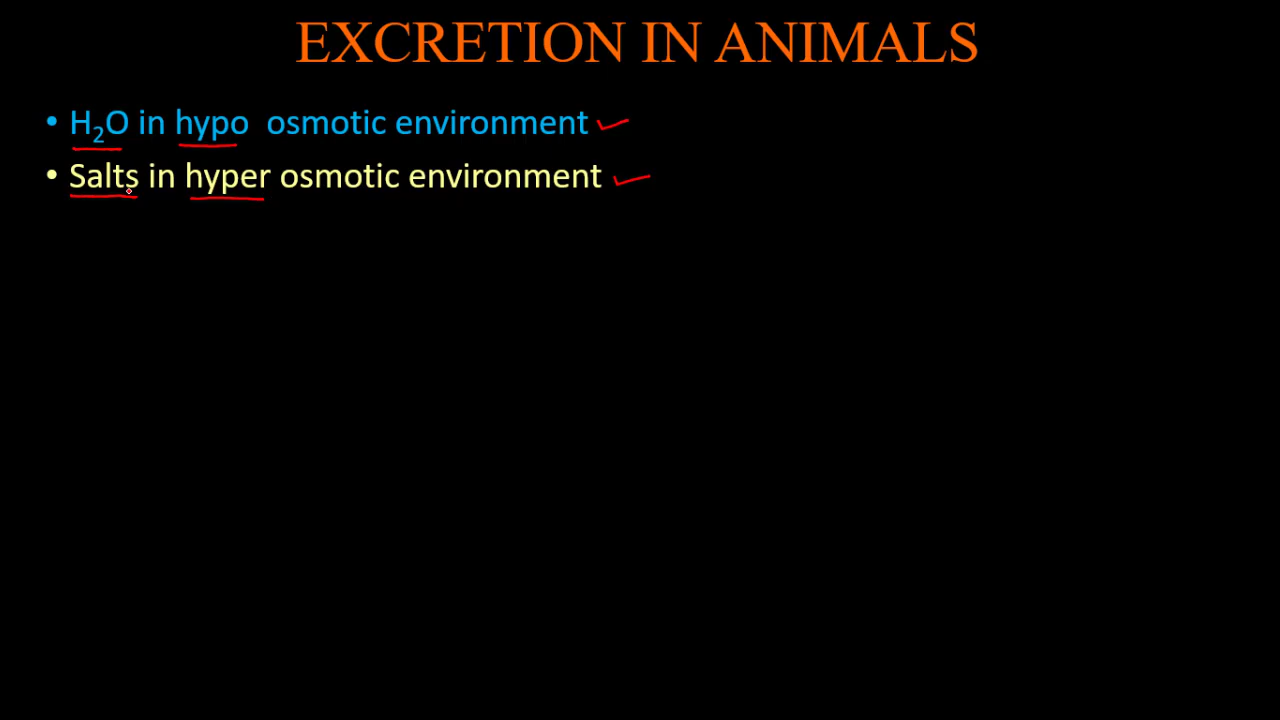 EXCRETION IN ANIMALS
• H₂O in hypo osmotic environment
• Salts in hyper osmotic environment